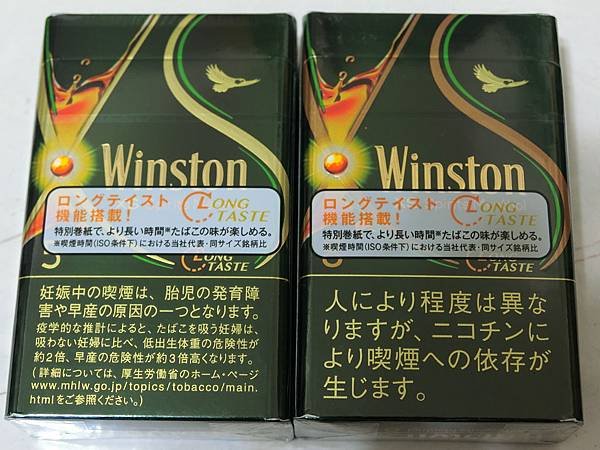 Winston
ロングテイスト
機能搭載!
LONG
TASTE
特別巻紙で、より長い時間※たばこの味が楽しめる。
※喫煙時間(ISO条件下)における当社代表・同サイズ銘柄比
LONG
TASTE
妊娠中の喫煙は、胎児の発育障
害や早産の原因の一つとなります。
疫学的な推計によると、たばこを吸う妊婦は、
吸わない妊婦に比べ、低出生体重の危険性が
約2倍、早産の危険性が約3倍高くなります。
(詳細については、厚生労働省のホーム・ページ
www.mhlw.go.jp/topics/tobacco/main.
htmlをご参照ください。)
Winston
ロングテイスト
機能搭載!
LONG
TASTE
特別巻紙で、より長い時間※たばこの味が楽しめる。
※喫煙時間(ISO条件下)における当社代表・同サイズ銘柄比
LONG
TASTE
人により程度は異な
りますが、ニコチンに
より喫煙への依存が
生じます。